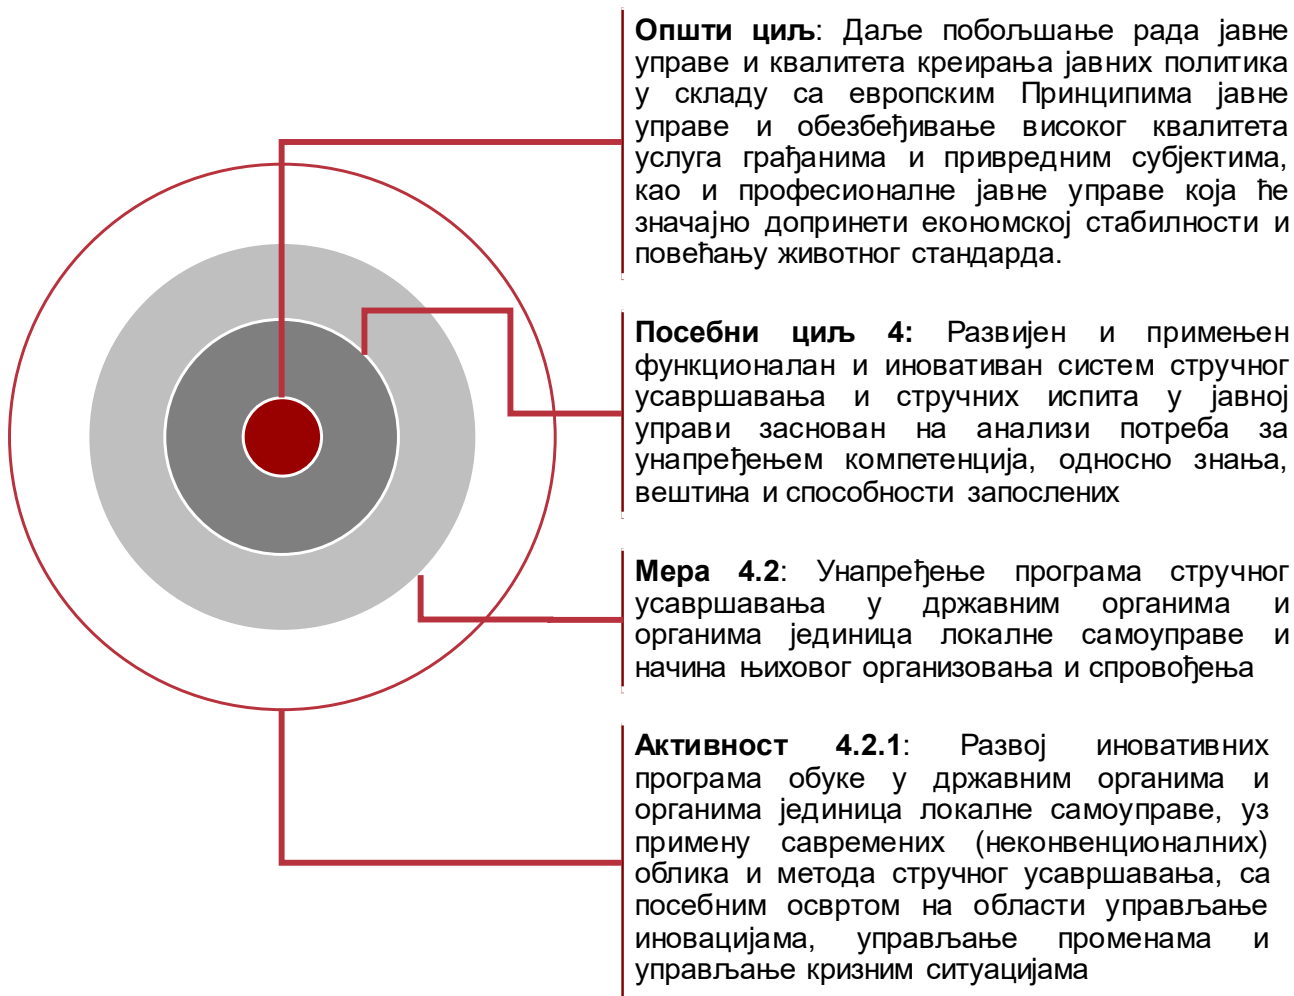 Општи циљ: Даље побољшање рада јавне
управе и квалитета креирања јавних политика
у складу са европским Принципима јавне
управе и обезбеђивање високог квалитета
услуга грађанима и привредним субјектима,
као и професионалне јавне управе која ће
значајно допринети економској стабилности и
повећању животног стандарда.
Посебни циљ 4: Развијен и примењен
функционалан и иновативан систем стручног
усавршавања и стручних испита у јавној
управи заснован на анализи потреба за
унапређењем компетенција, односно знања,
вештина и способности запослених
Мера 4.2: Унапређење програма стручног
усавршавања у државним органима и
органима јединица локалне самоуправе и
начина њиховог организовања и спровођења
Активност 4.2.1: Развој иновативних
програма обуке у државним органима и
органима јединица локалне самоуправе, уз
примену савремених (неконвенционалних)
облика и метода стручног усавршавања, са
посебним освртом на области управљање
иновацијама, управљање променама и
управљање кризним ситуацијама